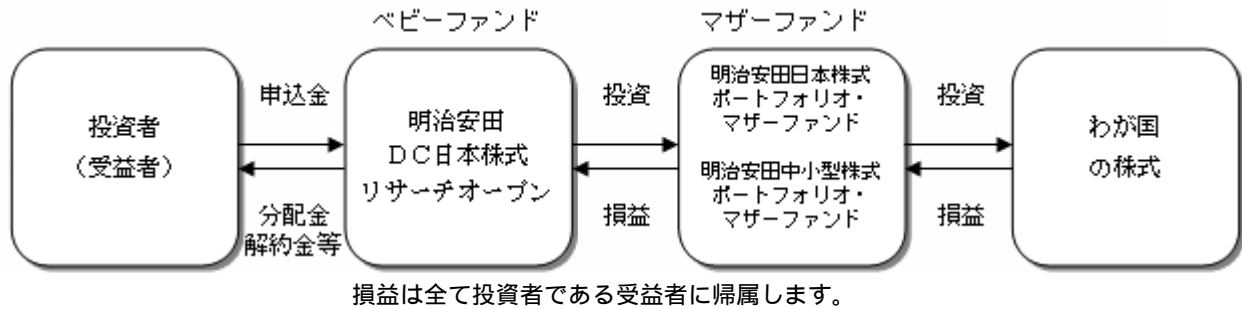 ベビーファンド
マザーファンド
投資者
(受益者)
申込金
分配金
解約金等
明治安田
DC日本株式
リサーチオープン
投資
損益
明治安田日本株式
ポートフォリオ・
マザーファンド
明治安田中小型株式
ポートフォリオ・
マザーファンド
投資
損益
わが国
の株式
損益は全て投資者である受益者に帰属します。